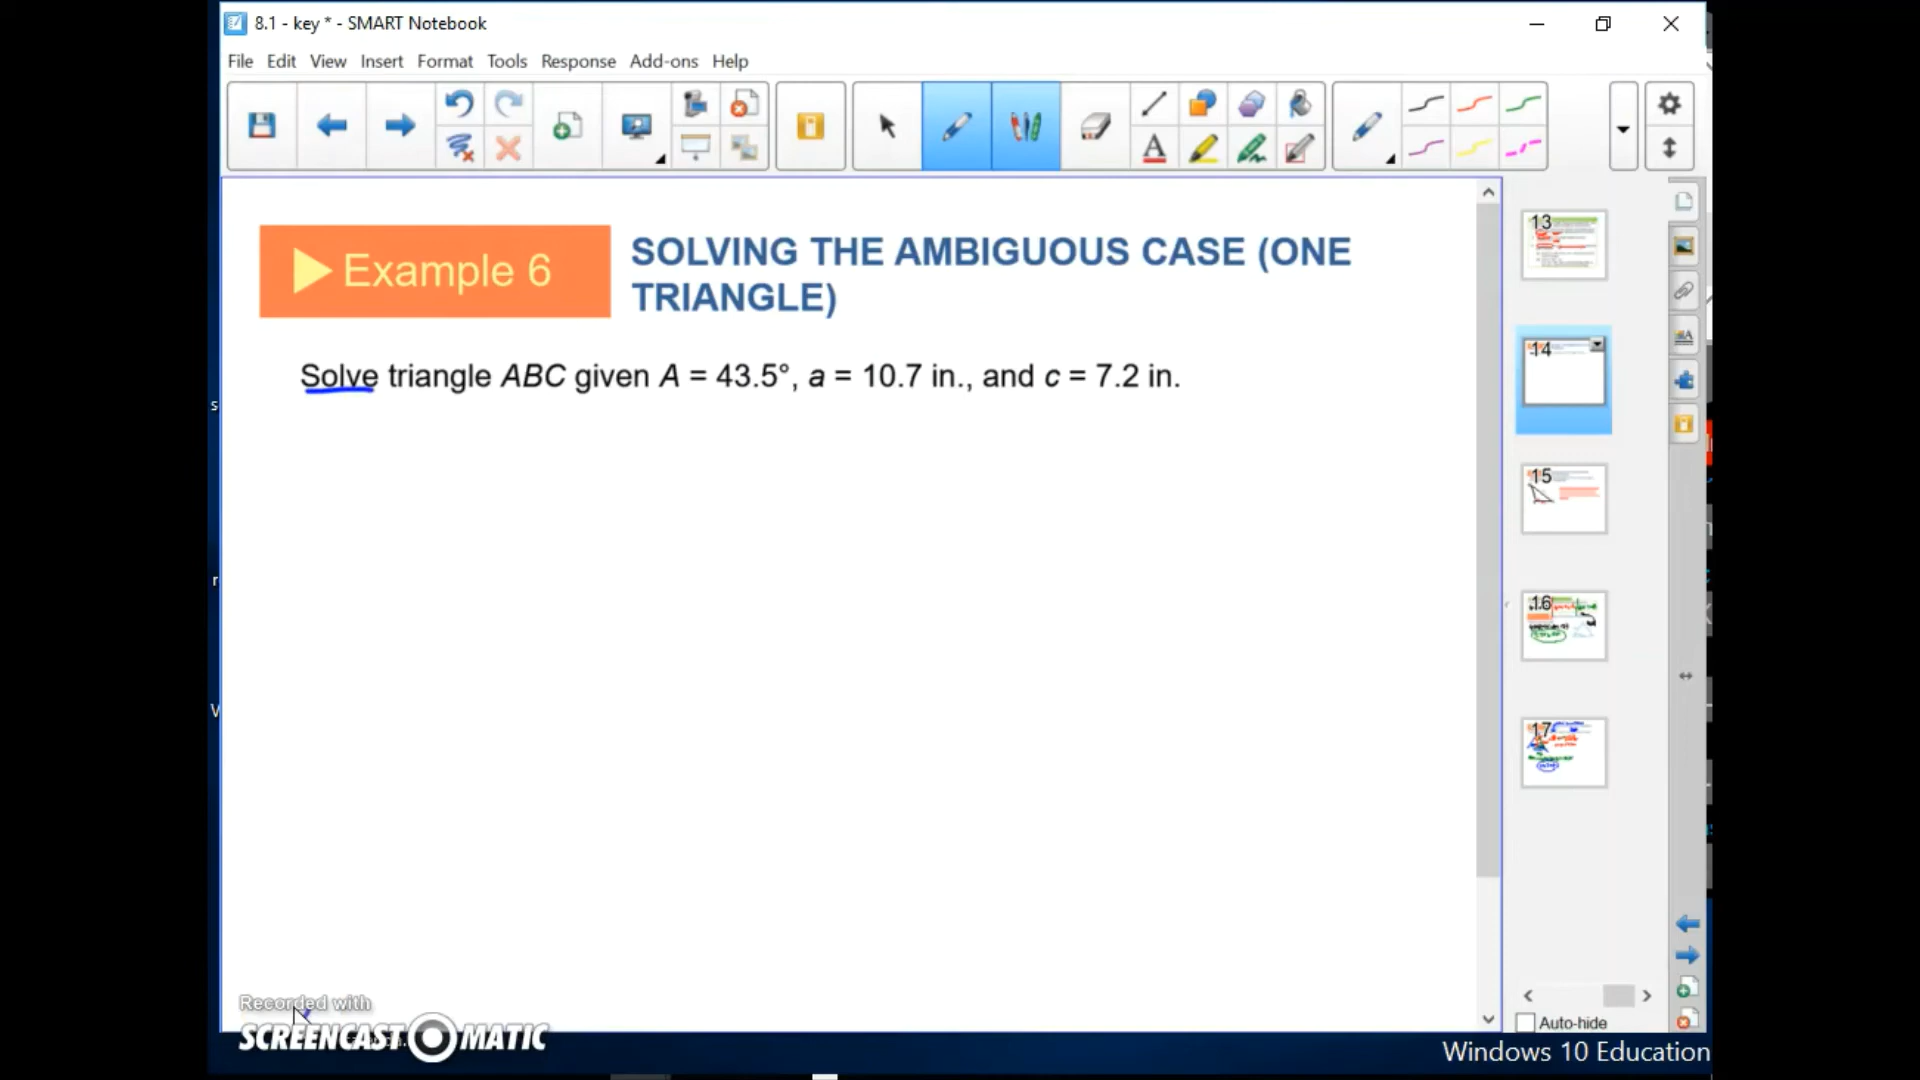 8.1 - key * - SMART Notebook
File Edit View Insert Format Tools Response Add-ons Help
Example 6
SOLVING THE AMBIGUOUS CASE (ONE
TRIANGLE)
Solve triangle ABC given A = 43.5°, a = 10.7 in., and c = 7.2 in.
13
14
15
16
17
Auto-hide
Recorded with
SCREENCAST MATIC
Windows 10 Education